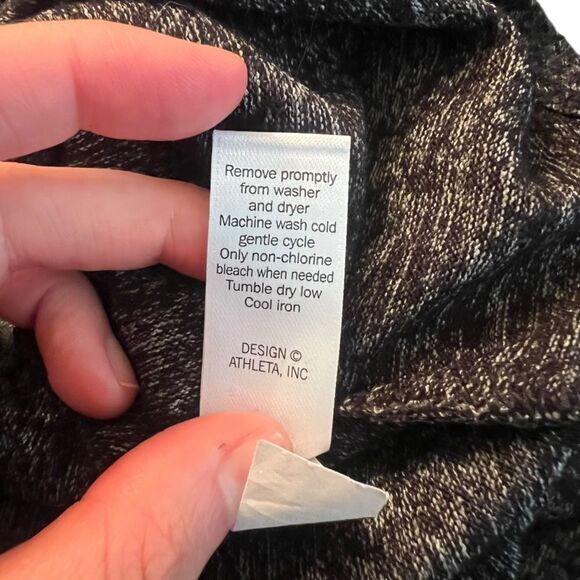 Remove promptly
from washer
and dryer
Machine wash cold
gentle cycle
Only non-chlorine
bleach when needed
Tumble dry low
Cool iron
DESIGN ©
ATHLETA, INC